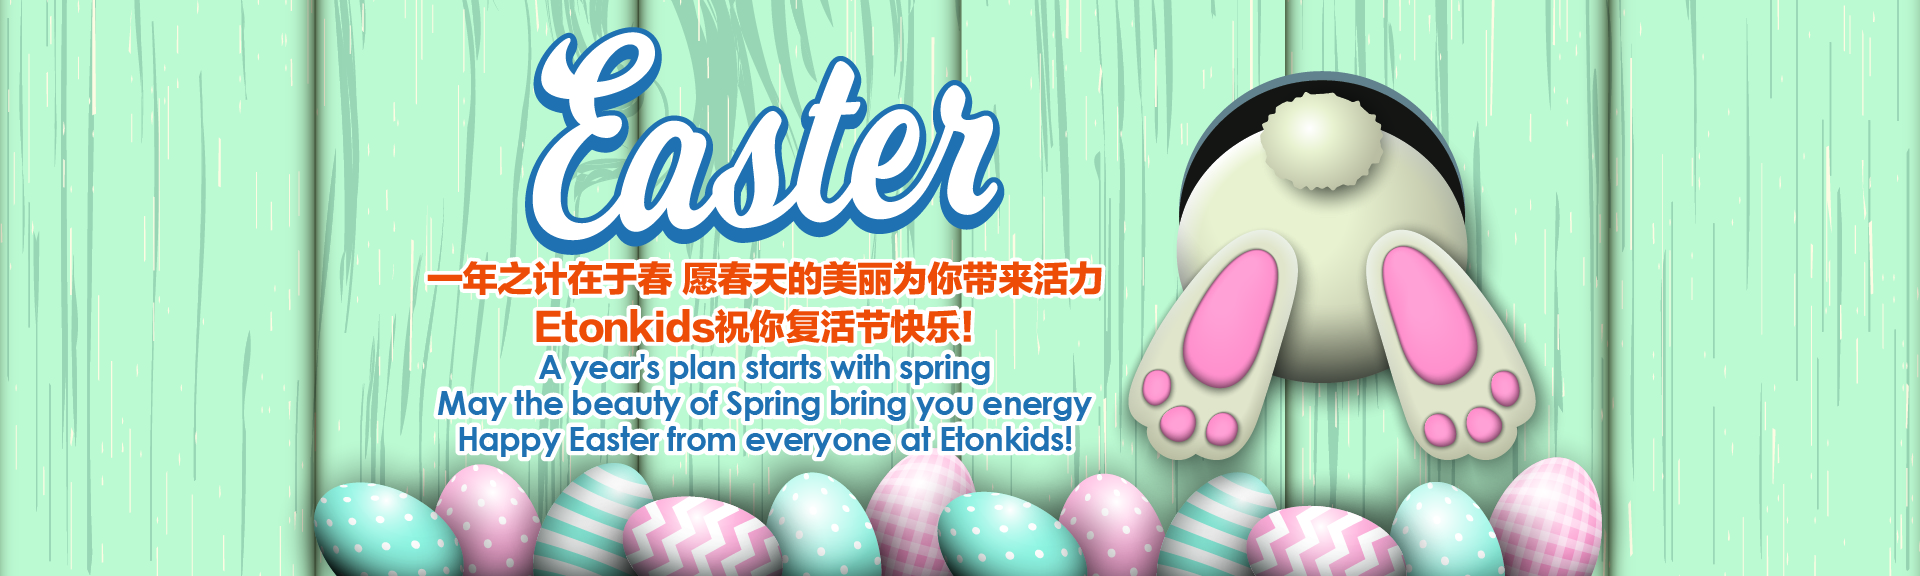 Easter
一年之计在于春 愿春天的美丽为你带来活力
Etonkids祝你复活节快乐!
A year's plan starts with spring
May the beauty of Spring bring you energy
Happy Easter from everyone at Etonkids!